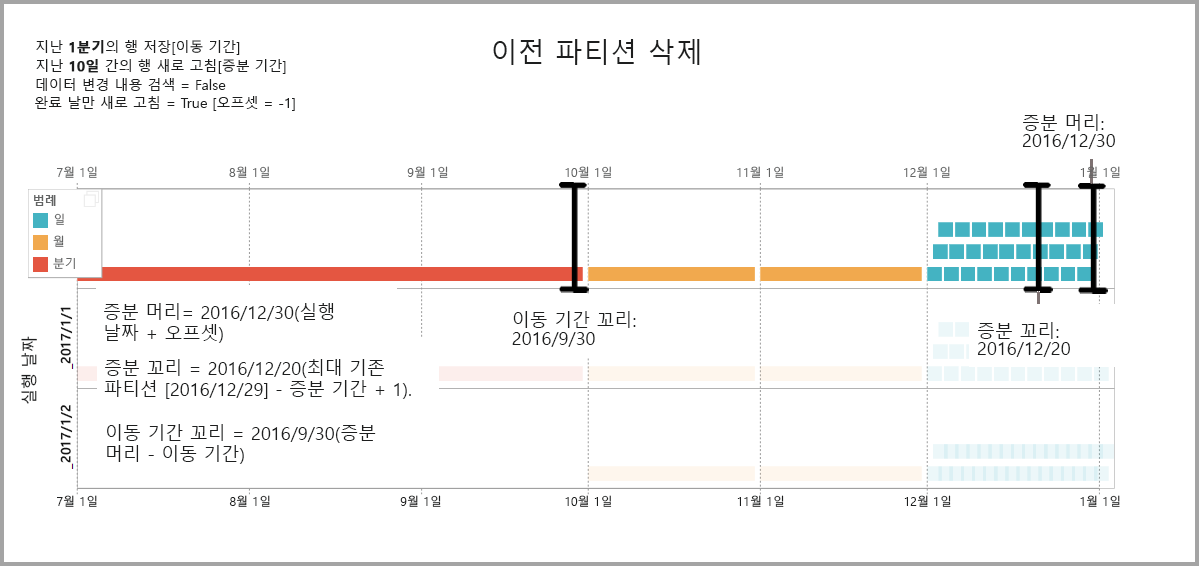 이전 파티션 삭제
지난 1분기의 행 저장[이동 기간]
지난 10일 간의 행 새로 고침[증분 기간]
데이터 변경 내용 검색 = False
완료 날만 새로 고침 = True [오프셋 = -1]
증분 머리:
2016/12/30
7월 1일
8월 1일
9월 1일
10월 1일
11월 1일
12월 1일
1월 1일
범례
일
월
분기
실행 날짜
2017/1/1
2017/1/2
증분 머리= 2016/12/30(실행
날짜 + 오프셋)
증분 꼬리 = 2016/12/20(최대 기존
파티션 [2016/12/29] - 증분 기간 + 1).
이동 기간 꼬리 = 2016/9/30(증분
머리 - 이동 기간)
이동 기간 꼬리:
2016/9/30
증분 꼬리:
2016/12/20
7월 1일
8월 1일
9월 1일
10월 1일
11월 1일
12월 1일
1월 1일